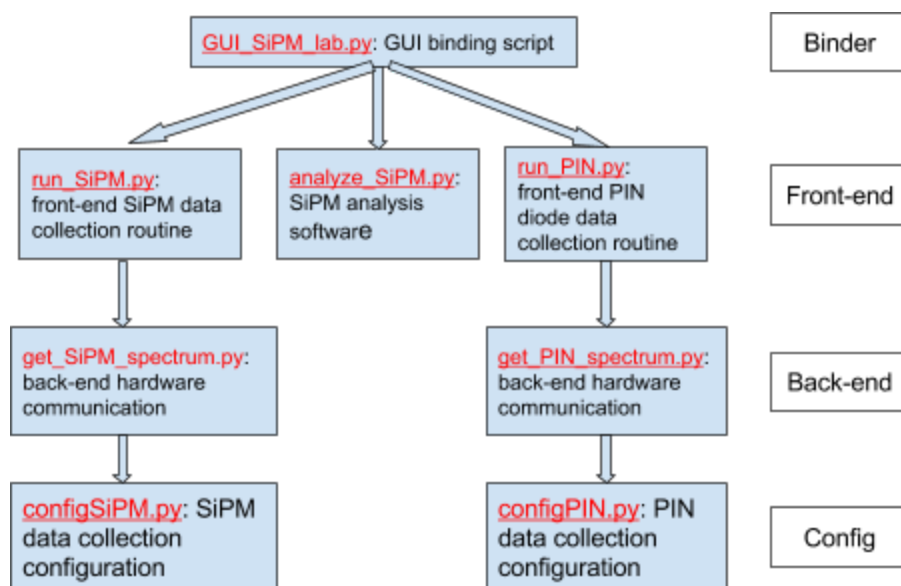 GUI_SiPM_lab.py: GUI binding script
Binder
run_SiPM.py:
front-end SiPM data
collection routine
analyze_SiPM.py:
SiPM analysis
software
run_PIN.py:
front-end PIN
diode data
collection routine
Front-end
get_SiPM_spectrum.py:
back-end hardware
communication
get_PIN_spectrum.py:
back-end hardware
communication
Back-end
configSiPM.py: SiPM
data collection
configuration
configPIN.py: PIN
data collection
configuration
Config